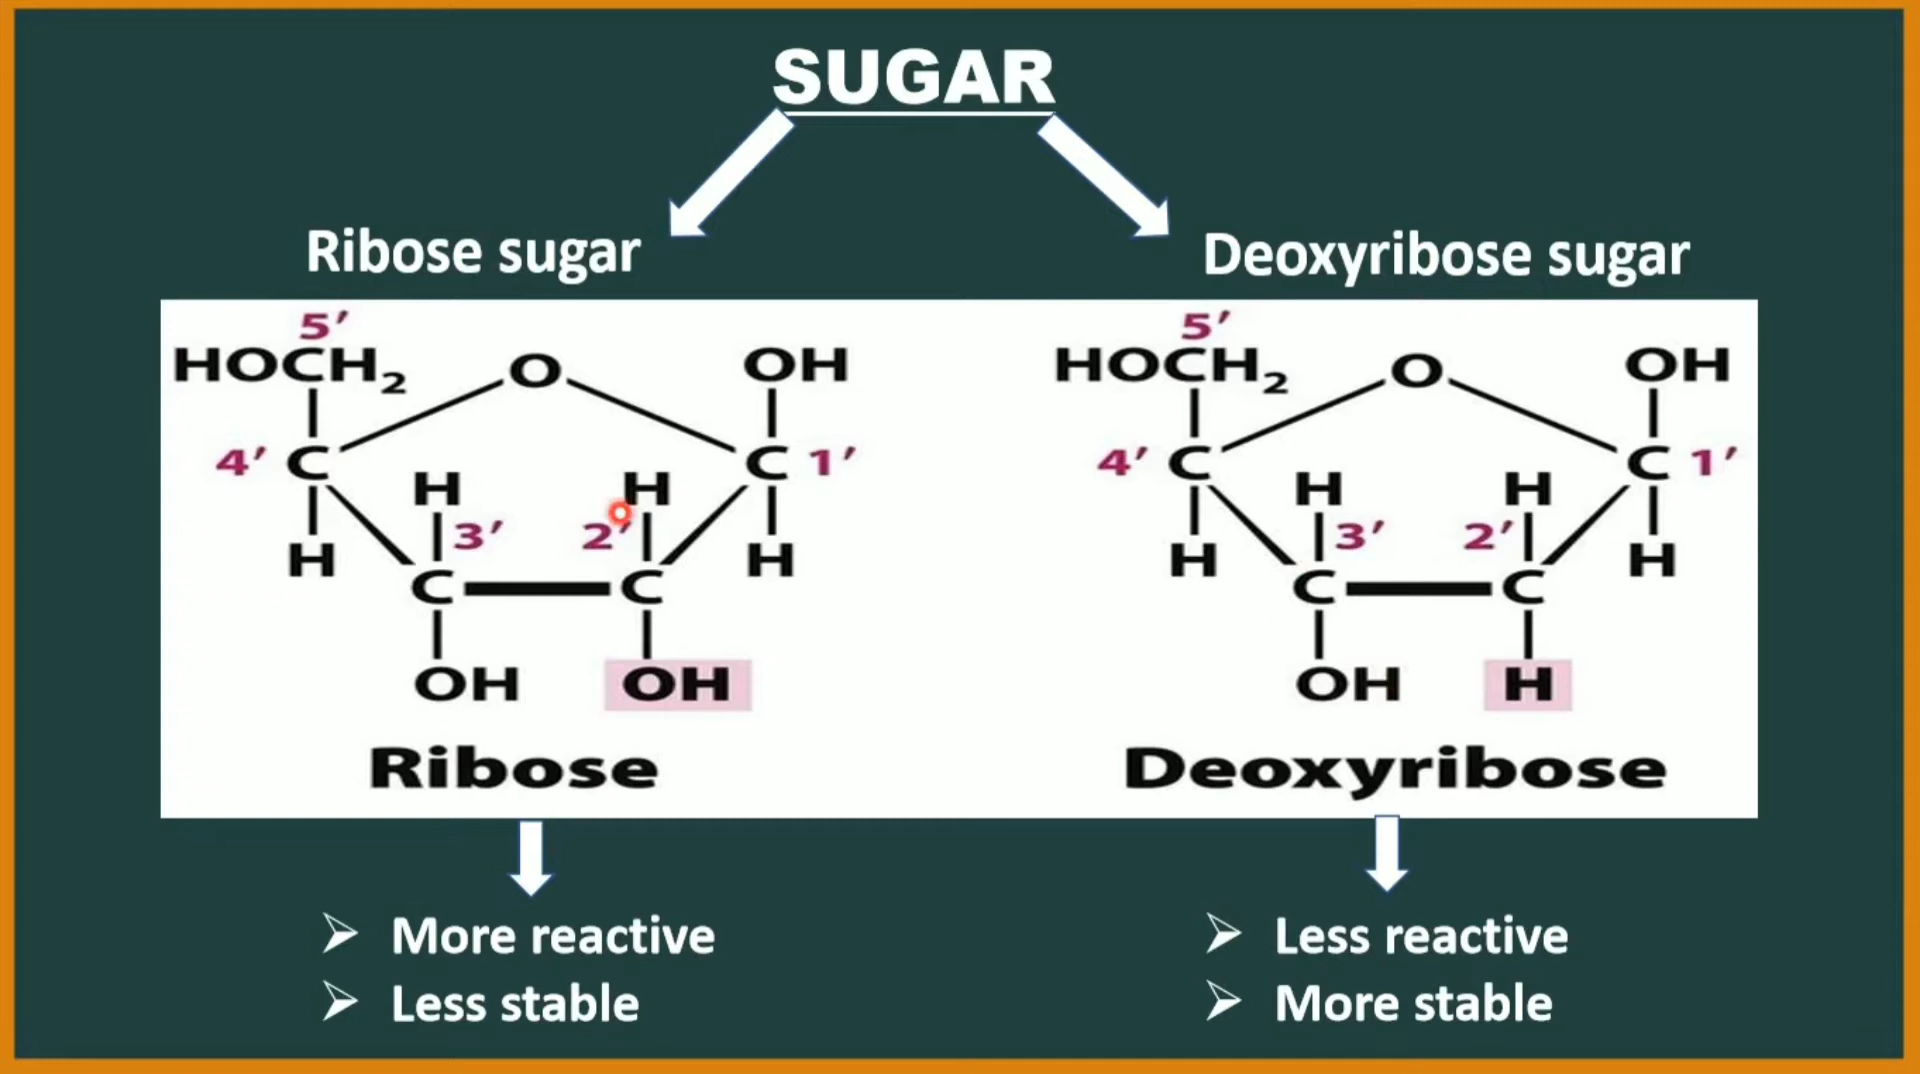 SUGAR
Ribose sugar
Deoxyribose sugar
5′
HOCH₂ O OH
4′ C C 1′
H H
3′ 2′
H C C H
OH OH
Ribose
5′
HOCH₂ O OH
4′ C C 1′
H H
3′ 2′
H C C H
OH H
Deoxyribose
➢ More reactive
➢ Less stable
➢ Less reactive
➢ More stable